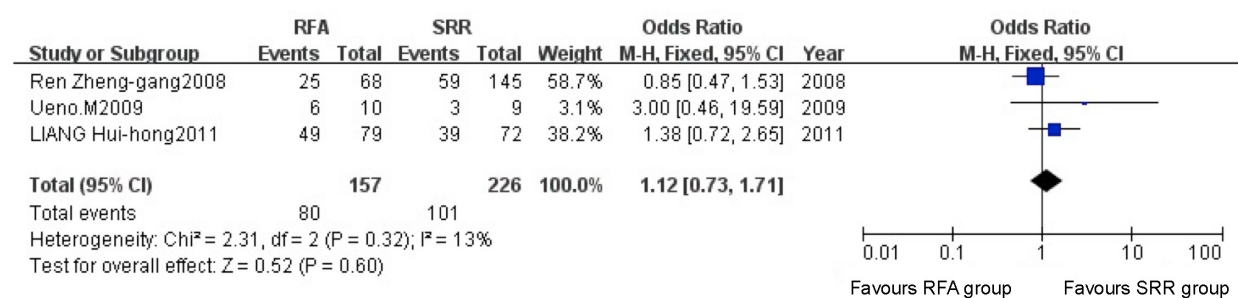 RFA SRR Odds Ratio Odds Ratio
Study or Subgroup Events Total Events Total Weight M-H, Fixed, 95% CI Year M-H, Fixed, 95% CI
Ren Zheng-gang2008 25 68 59 145 58.7% 0.85 [0.47, 1.53] 2008
Ueno.M2009 6 10 3 9 3.1% 3.00 [0.46, 19.59] 2009
LIANG Hui-hong2011 49 79 39 72 38.2% 1.38 [0.72, 2.65] 2011
Total (95% CI) 157 226 100.0% 1.12 [0.73, 1.71]
Total events 80 101
Heterogeneity: Chi² = 2.31, df = 2 (P = 0.32); I² = 13%
Test for overall effect: Z = 0.52 (P = 0.60)
0.01 0.1 1 10 100
Favours RFA group Favours SRR group